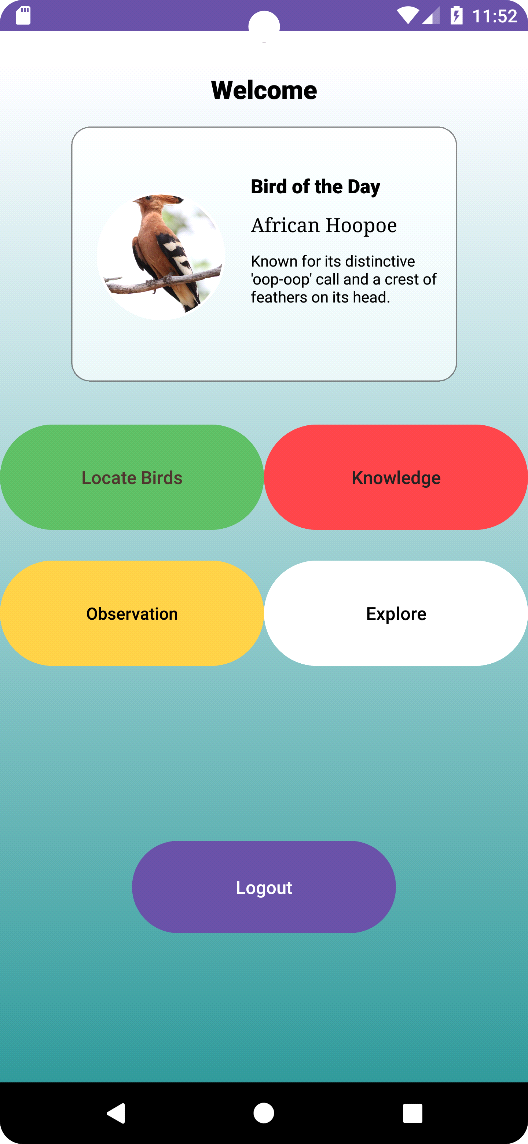 11:52
Welcome
Bird of the Day
African Hoopoe
Known for its distinctive
'oop-oop' call and a crest of
feathers on its head.
Locate Birds
Knowledge
Observation
Explore
Logout